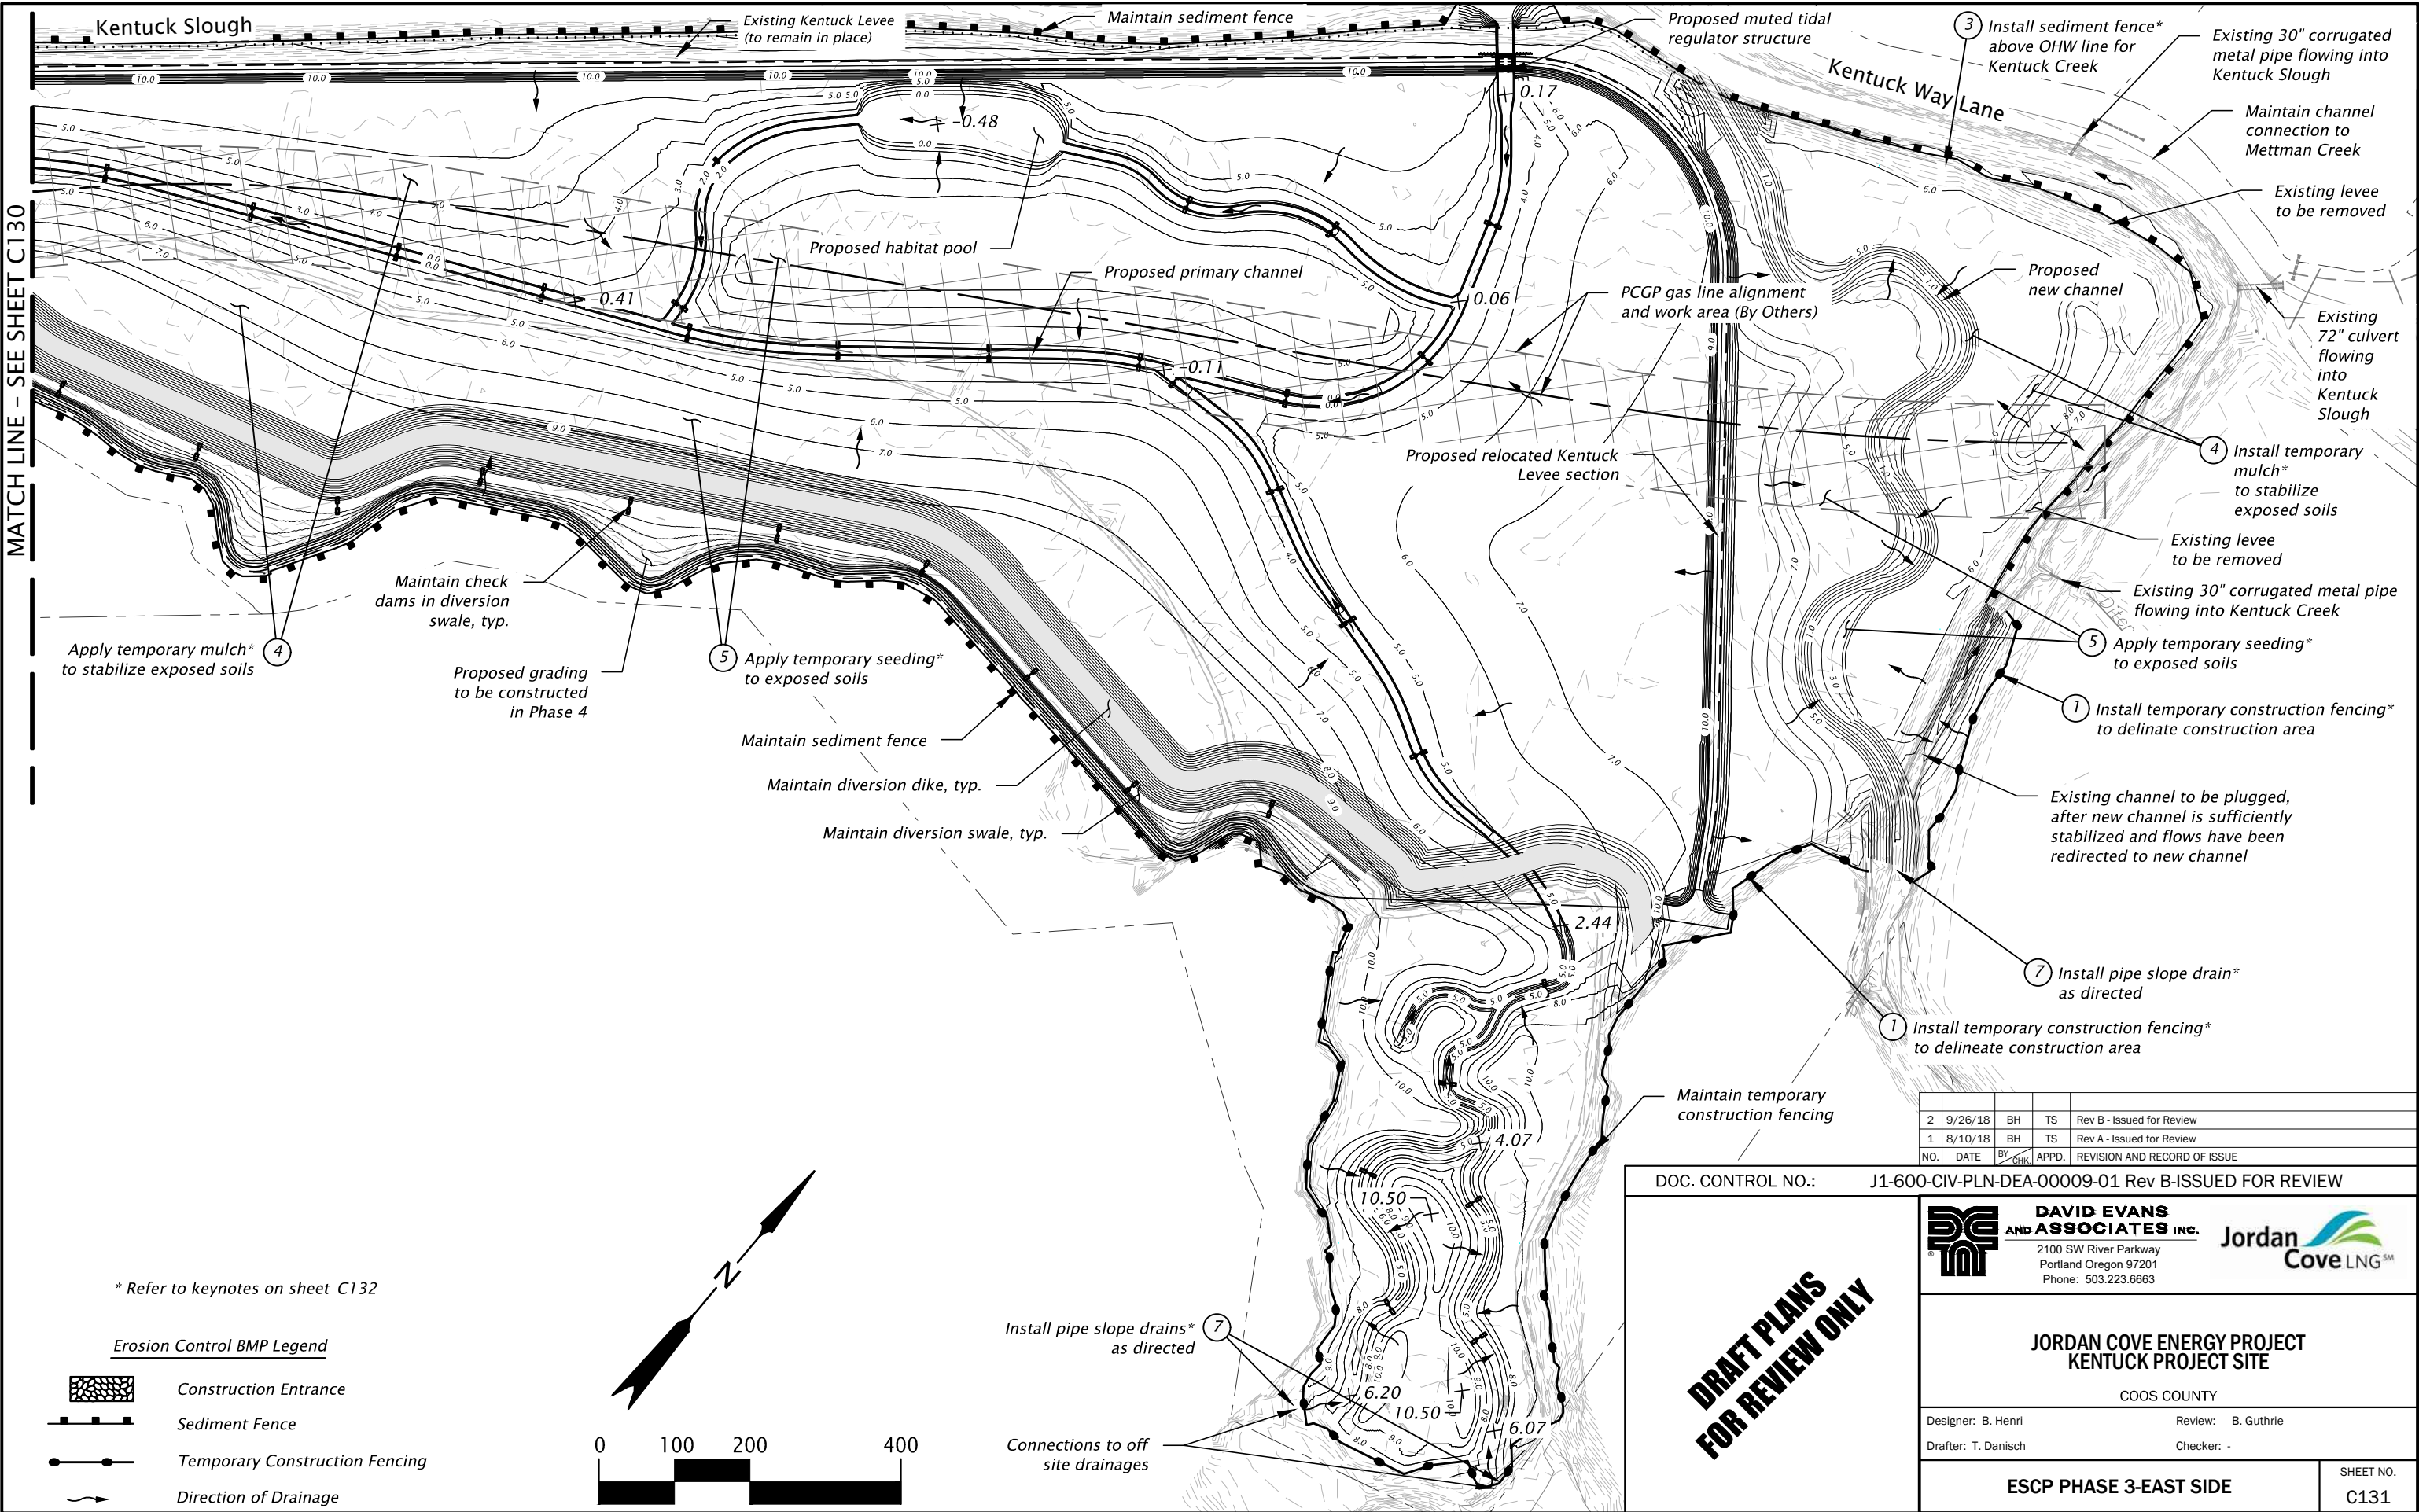 Kentuck Slough
Existing Kentuck Levee
(to remain in place)
Maintain sediment fence
Proposed muted tidal
regulator structure
3
Install sediment fence*
above OHW line for
Kentuck Creek
Existing 30" corrugated
metal pipe flowing into
Kentuck Slough
Kentuck Way Lane
Maintain channel
connection to
Mettman Creek
Existing levee
to be removed
MATCH LINE – SEE SHEET C130
0.17
-0.48
Proposed habitat pool
Proposed primary channel
-0.41
0.06
-0.11
PCGP gas line alignment
and work area (By Others)
Proposed
new channel
Existing
72" culvert
flowing
into
Kentuck
Slough
Proposed relocated Kentuck
Levee section
4
Install temporary
mulch*
to stabilize
exposed soils
Existing levee
to be removed
Existing 30" corrugated metal pipe
flowing into Kentuck Creek
Ditch
5
Apply temporary seeding*
to exposed soils
1
Install temporary construction fencing*
to delinate construction area
Existing channel to be plugged,
after new channel is sufficiently
stabilized and flows have been
redirected to new channel
Apply temporary mulch*
to stabilize exposed soils
4
Maintain check
dams in diversion
swale, typ.
Proposed grading
to be constructed
in Phase 4
5
Apply temporary seeding*
to exposed soils
Maintain sediment fence
Maintain diversion dike, typ.
Maintain diversion swale, typ.
2.44
7
Install pipe slope drain*
as directed
1
Install temporary construction fencing*
to delineate construction area
Maintain temporary
construction fencing
4.07
10.50
6.20
10.50
6.07
Install pipe slope drains*
as directed
7
Connections to off
site drainages
* Refer to keynotes on sheet C132
Erosion Control BMP Legend
Construction Entrance
Sediment Fence
Temporary Construction Fencing
Direction of Drainage
N
0 100 200 400
2 9/26/18 BH TS Rev B - Issued for Review
1 8/10/18 BH TS Rev A - Issued for Review
NO. DATE BY/CHK. APPD. REVISION AND RECORD OF ISSUE
DOC. CONTROL NO.: J1-600-CIV-PLN-DEA-00009-01 Rev B-ISSUED FOR REVIEW
DRAFT PLANS
FOR REVIEW ONLY
DAVID EVANS
AND ASSOCIATES INC.
2100 SW River Parkway
Portland Oregon 97201
Phone: 503.223.6663
Jordan
Cove LNG SM
JORDAN COVE ENERGY PROJECT
KENTUCK PROJECT SITE
COOS COUNTY
Designer: B. Henri Review: B. Guthrie
Drafter: T. Danisch Checker: -
ESCP PHASE 3-EAST SIDE
SHEET NO.
C131